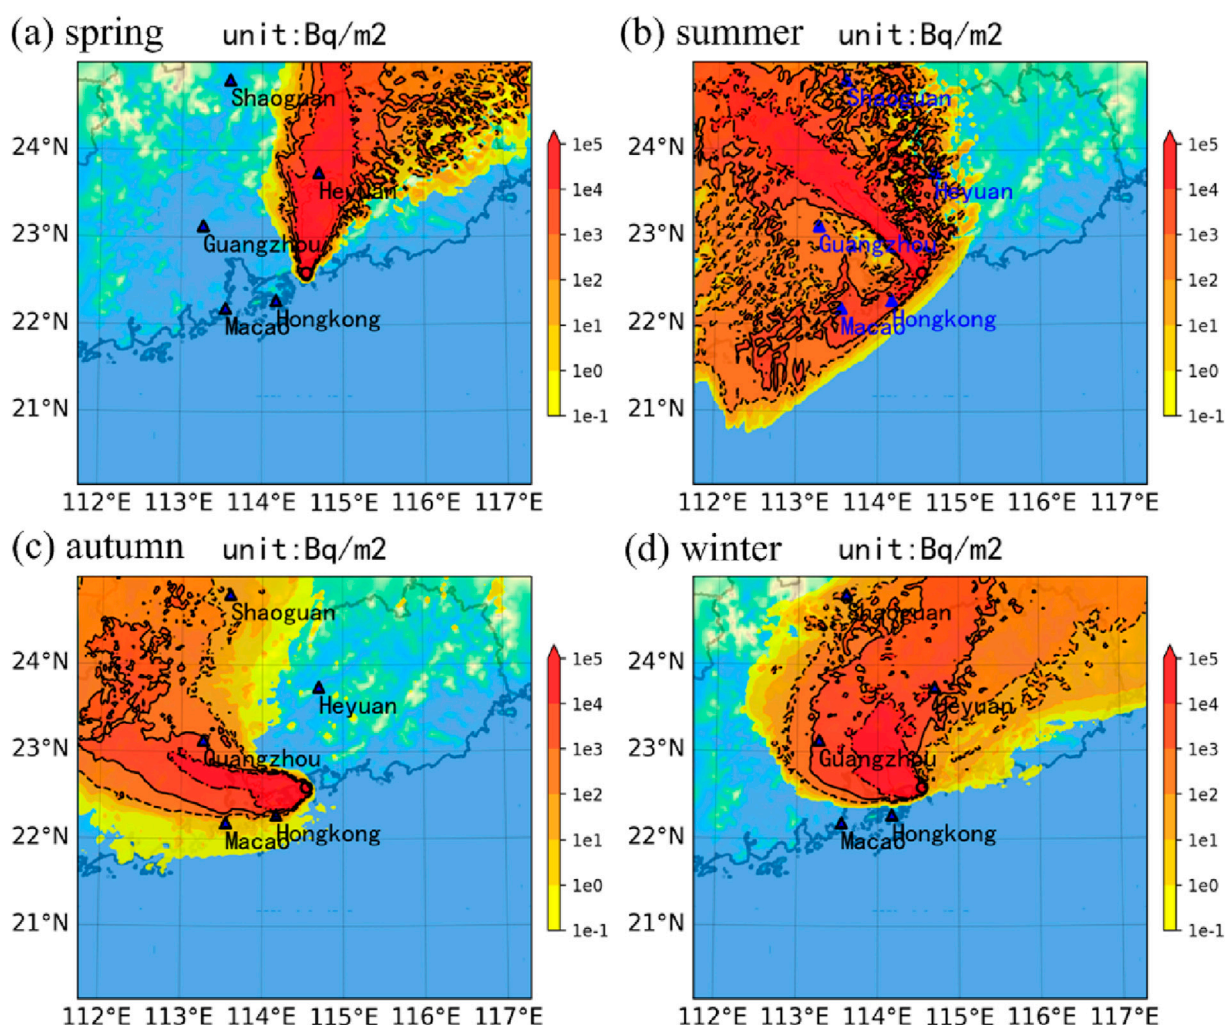 (a) spring unit:Bq/m2
Shaoguan
24°N
1e5
Heyuan
1e4
23°N
Guangzhou
1e3
1e2
22°N
Macao Hongkong
1e1
1e0
21°N
1e-1
112°E 113°E 114°E 115°E 116°E 117°E
(b) summer unit:Bq/m2
Shaoguan
24°N
1e5
Heyuan
1e4
23°N
Guangzhou
1e3
1e2
22°N
Macao Hongkong
1e1
1e0
21°N
1e-1
112°E 113°E 114°E 115°E 116°E 117°E
(c) autumn unit:Bq/m2
Shaoguan
24°N
1e5
Heyuan
1e4
23°N
Guangzhou
1e3
1e2
22°N
Macao Hongkong
1e1
1e0
21°N
1e-1
112°E 113°E 114°E 115°E 116°E 117°E
(d) winter unit:Bq/m2
Shaoguan
24°N
1e5
Heyuan
1e4
23°N
Guangzhou
1e3
1e2
22°N
Macao Hongkong
1e1
1e0
21°N
1e-1
112°E 113°E 114°E 115°E 116°E 117°E